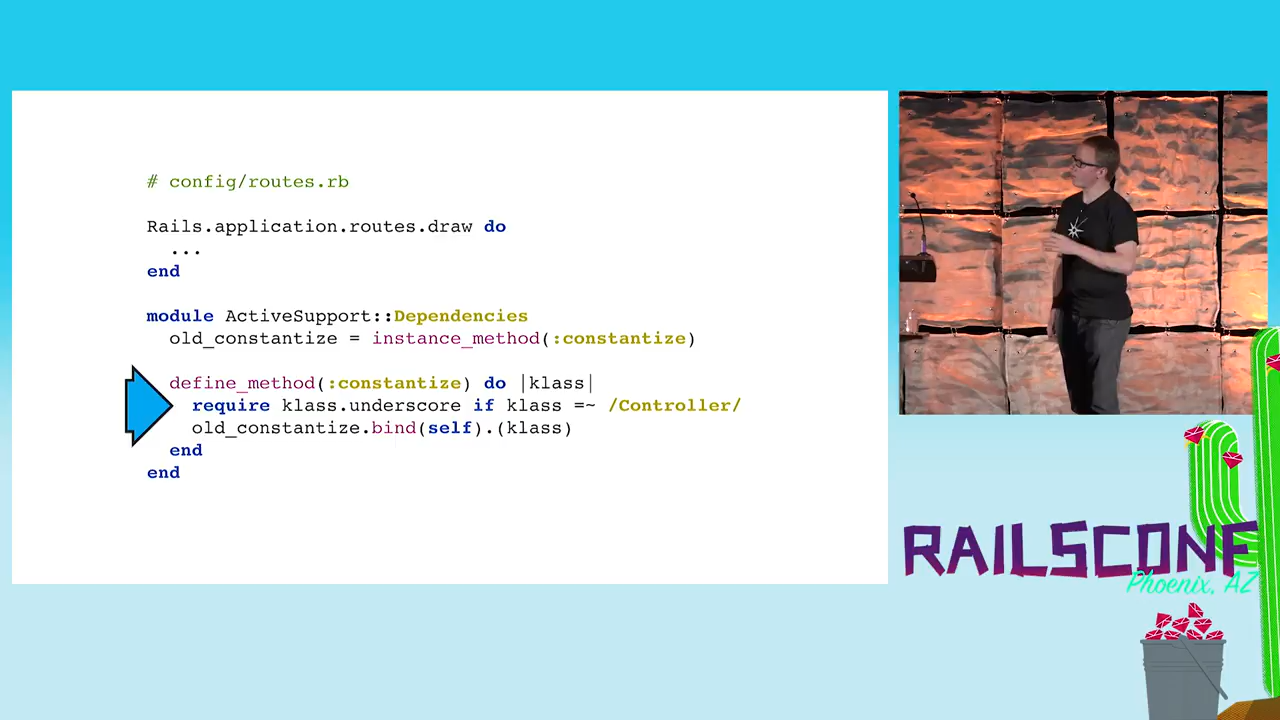 # config/routes.rb
Rails.application.routes.draw do
...
end
module ActiveSupport::Dependencies
old_constantize = instance_method(:constantize)
define_method(:constantize) do |klass|
require klass.underscore if klass =~ /Controller/
old_constantize.bind(self).(klass)
end
end
RAILSCONF
Phoenix, AZ